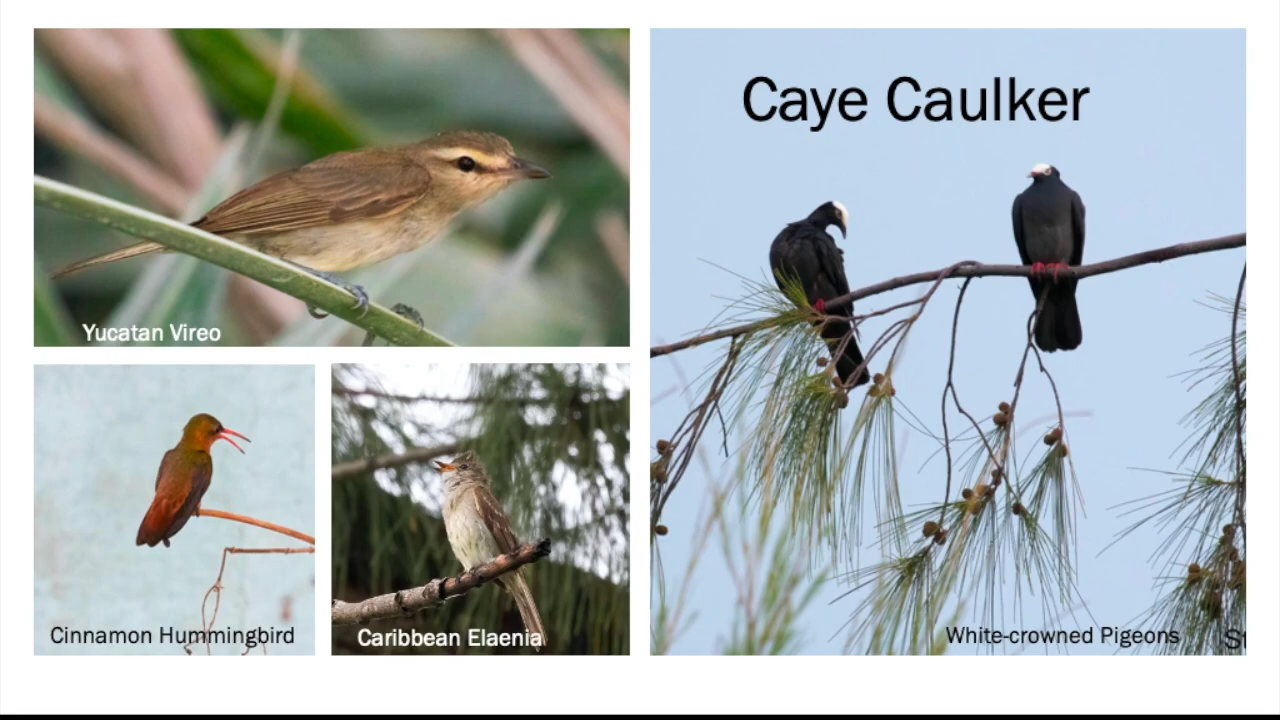 Caye Caulker
Yucatan Vireo
Cinnamon Hummingbird
Caribbean Elaenia
White-crowned Pigeons